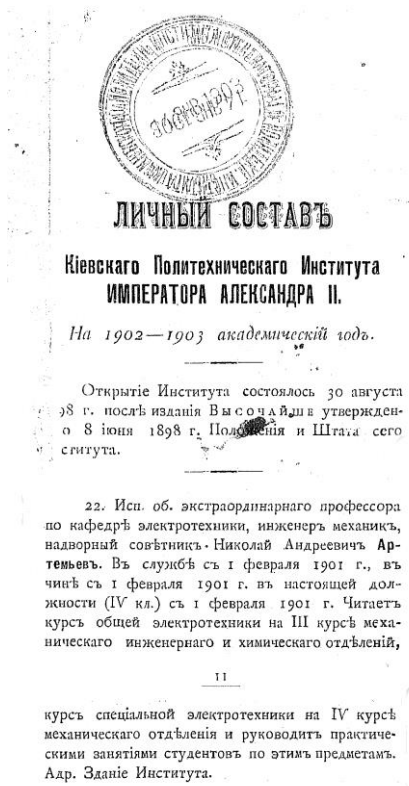 ЛИЧНЫЙ СОСТАВЪ
Кіевскаго Политехническаго Института
ИМПЕРАТОРА АЛЕКСАНДРА II.
На 1902—1903 академическій годъ.
Открытіе Института состоялось 30 августа
98 г. послѣ изданія Высочайше утвержден-
о 8 іюня 1898 г. Положенія и Штата сего
ститута.
22. Исп. об. экстраординарнаго профессора
по кафедрѣ электротехники, инженеръ механикъ,
надворный совѣтникъ Николай Андреевичъ Ар-
темьевъ. Въ службѣ съ 1 февраля 1901 г., въ
чинѣ съ 1 февраля 1901 г. въ настоящей дол-
жности (IV кл.) съ 1 февраля 1901 г. Читаетъ
курсъ общей электротехники на III курсѣ меха-
ническаго инженернаго и химическаго отдѣленій,
11
курсъ спеціальной электротехники на IV курсѣ
механическаго отдѣленія и руководитъ практиче-
скими занятіями студентовъ по этимъ предметамъ.
Адр. Зданіе Института.